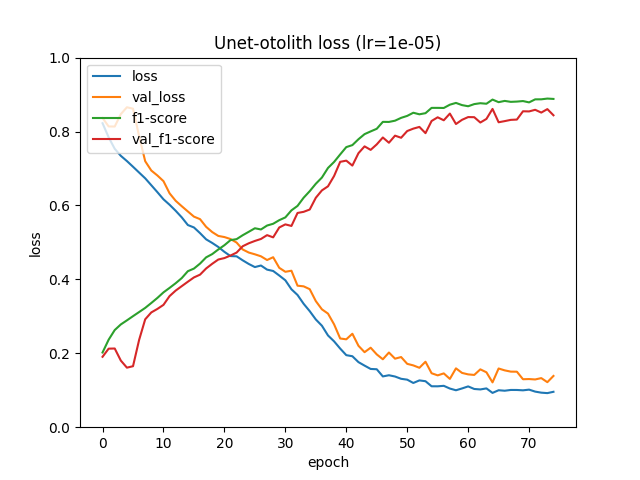 Unet-otolith loss (lr=1e-05)
loss
val_loss
f1-score
val_f1-score
1.0
0.8
0.6
0.4
0.2
0.0
loss
0 10 20 30 40 50 60 70
epoch